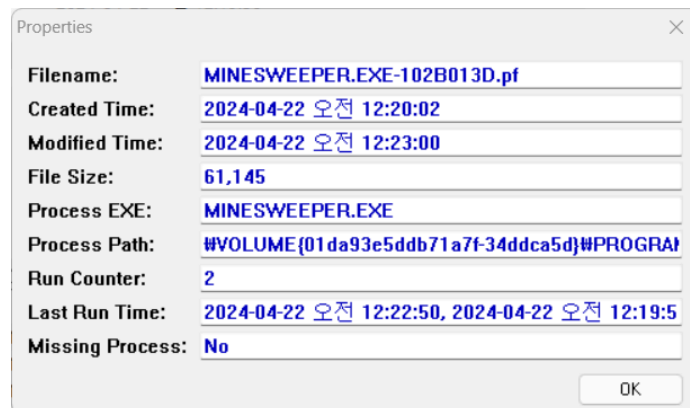 Properties
Filename: MINESWEEPER.EXE-102B013D.pf
Created Time: 2024-04-22 오전 12:20:02
Modified Time: 2024-04-22 오전 12:23:00
File Size: 61,145
Process EXE: MINESWEEPER.EXE
Process Path: ₩VOLUME{01da93e5ddb71a7f-34ddca5d}₩PROGRAM
Run Counter: 2
Last Run Time: 2024-04-22 오전 12:22:50, 2024-04-22 오전 12:19:5
Missing Process: No
OK